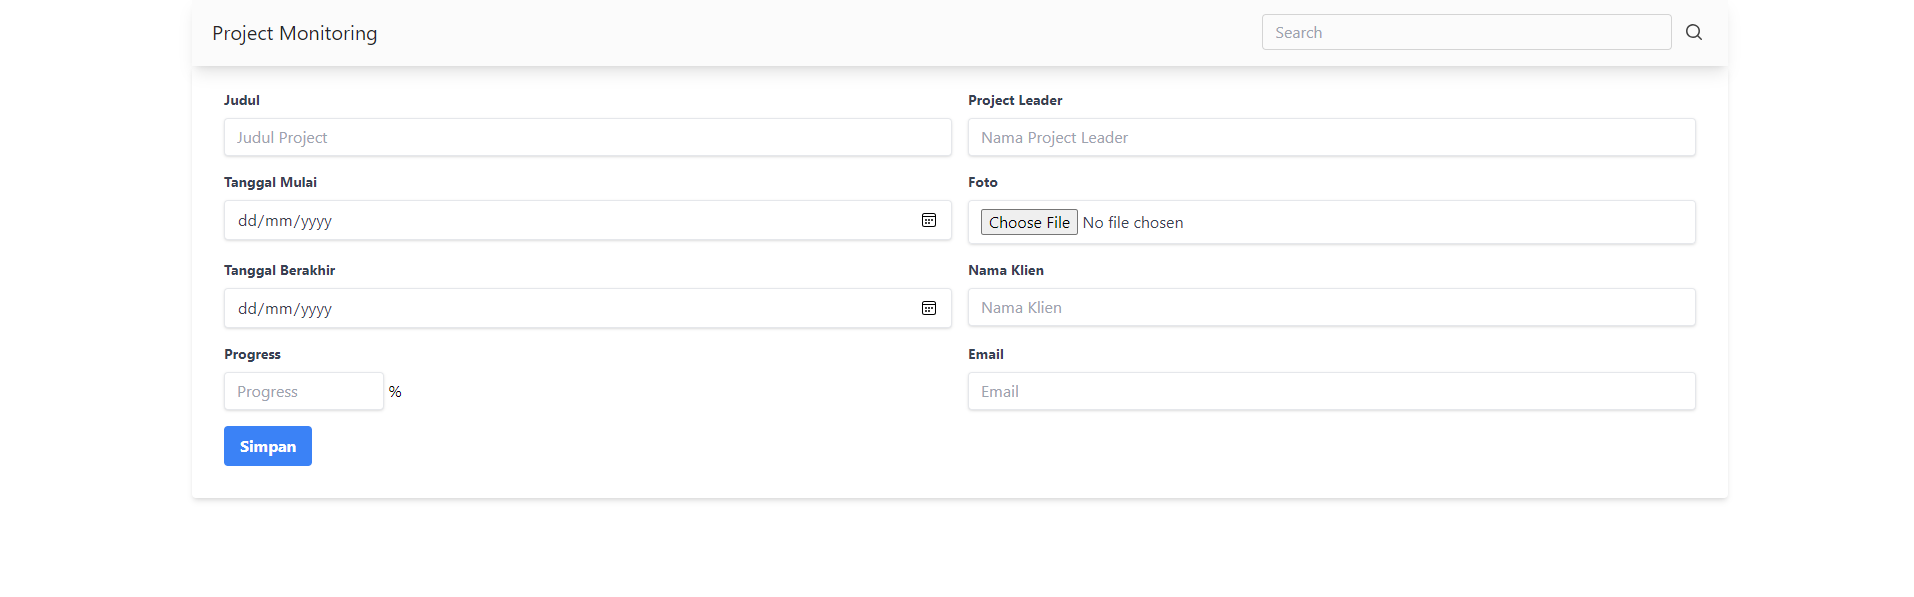 Project Monitoring
Search
Judul
Project Leader
Judul Project
Nama Project Leader
Tanggal Mulai
Foto
dd/mm/yyyy
Choose File No file chosen
Tanggal Berakhir
Nama Klien
dd/mm/yyyy
Nama Klien
Progress
Email
Progress %
Email
Simpan